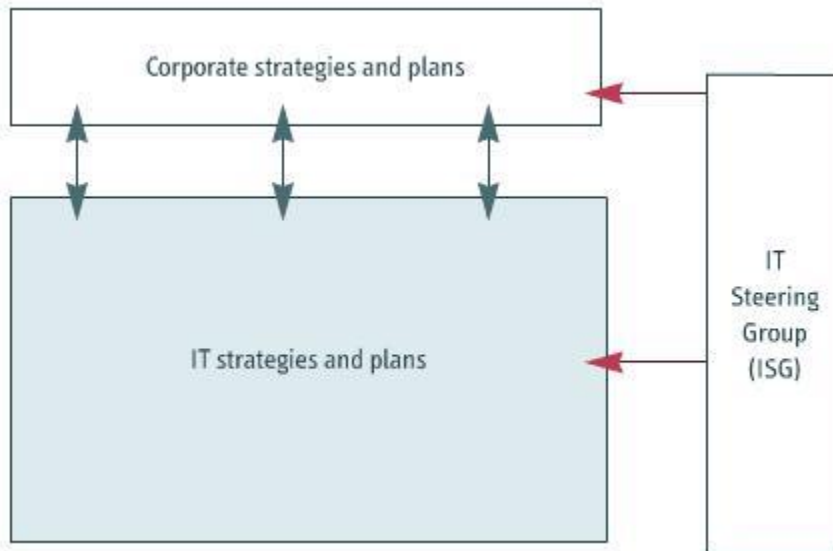 Corporate strategies and plans
IT strategies and plans
IT
Steering
Group
(ISG)